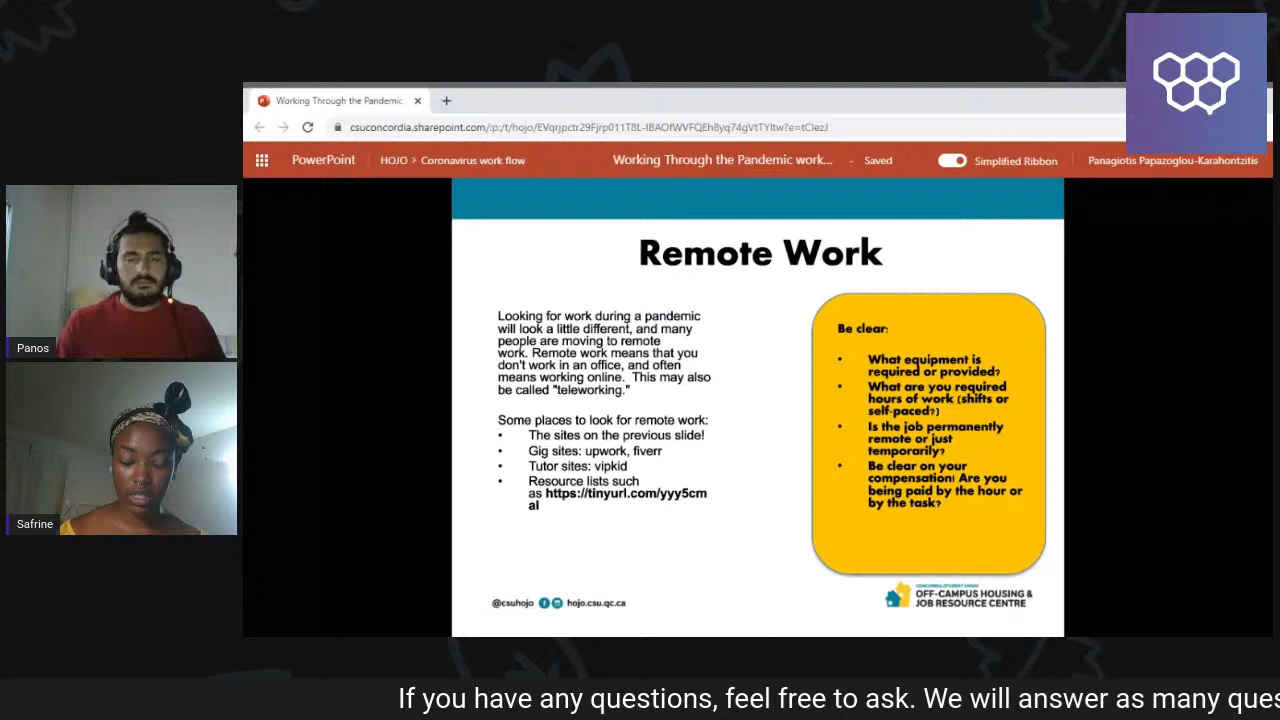 Working Through the Pandemic
csuconcordia.sharepoint.com/:p:/t/hojo/EVqrjpctr29Fjrp011T8L-IBAOfWVFQEh8yq74gVtTYItw?e=tCIezJ
PowerPoint
HOJO > Coronavirus work flow
Working Through the Pandemic work...
- Saved
Simplified Ribbon
Panagiotis Papazoglou-Karahontzitis
Remote Work
Looking for work during a pandemic
will look a little different, and many
people are moving to remote
work. Remote work means that you
don't work in an office, and often
means working online. This may also
be called "teleworking."
Some places to look for remote work:
• The sites on the previous slide!
• Gig sites: upwork, fiverr
• Tutor sites: vipkid
• Resource lists such
as https://tinyurl.com/yyy5cm
al
Be clear:
• What equipment is
required or provided?
• What are you required
hours of work (shifts or
self-paced?)
• Is the job permanently
remote or just
temporarily?
• Be clear on your
compensation! Are you
being paid by the hour or
by the task?
@csuhojo
hojo.csu.qc.ca
CONCORDIA STUDENT UNION
OFF-CAMPUS HOUSING &
JOB RESOURCE CENTRE
Panos
Safrine
If you have any questions, feel free to ask. We will answer as many ques